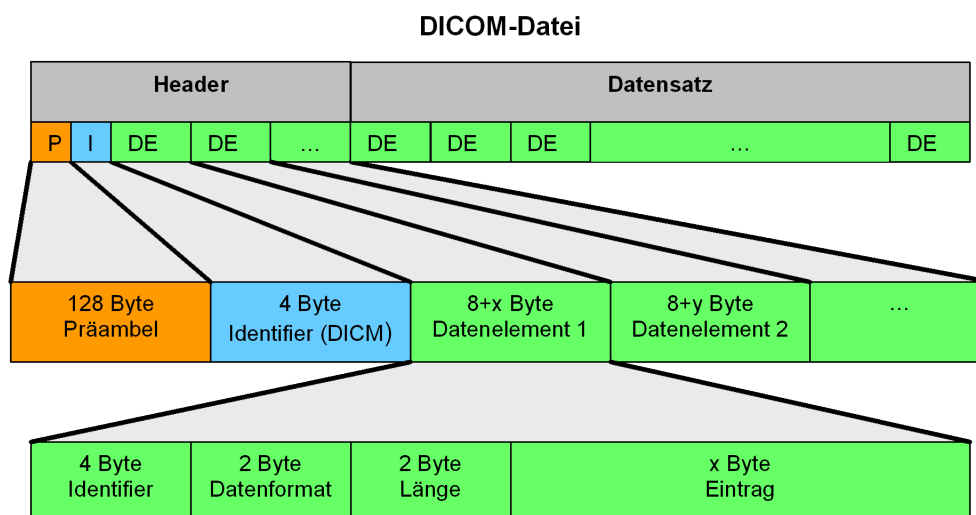 DICOM-Datei
Header Datensatz
P I DE DE ... DE DE DE ... DE
128 Byte 4 Byte 8+x Byte 8+y Byte ...
Präambel Identifier (DICM) Datenelement 1 Datenelement 2
4 Byte 2 Byte 2 Byte x Byte
Identifier Datenformat Länge Eintrag